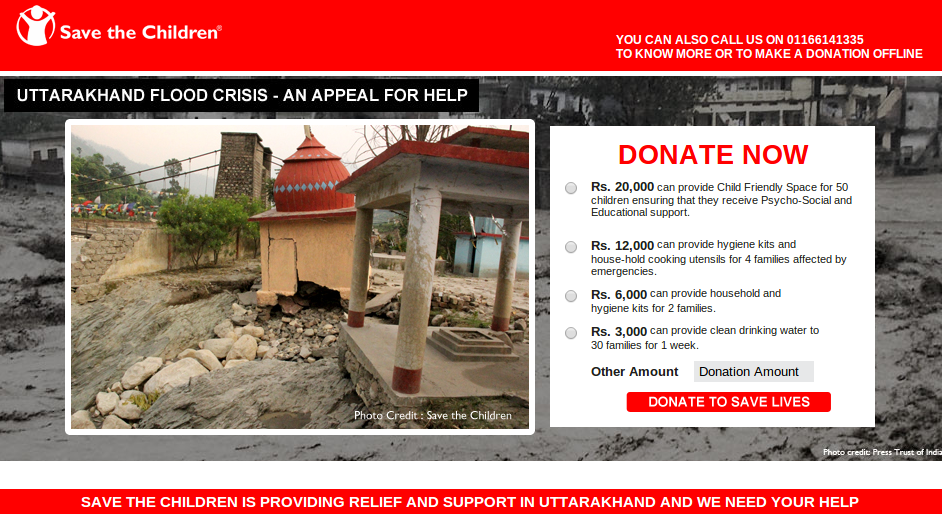 Save the Children®
YOU CAN ALSO CALL US ON 01166141335
TO KNOW MORE OR TO MAKE A DONATION OFFLINE
UTTARAKHAND FLOOD CRISIS - AN APPEAL FOR HELP
Photo Credit : Save the Children
DONATE NOW
Rs. 20,000 can provide Child Friendly Space for 50
children ensuring that they receive Psycho-Social and
Educational support.
Rs. 12,000 can provide hygiene kits and
house-hold cooking utensils for 4 families affected by
emergencies.
Rs. 6,000 can provide household and
hygiene kits for 2 families.
Rs. 3,000 can provide clean drinking water to
30 families for 1 week.
Other Amount Donation Amount
DONATE TO SAVE LIVES
Photo credit: Press Trust of India
SAVE THE CHILDREN IS PROVIDING RELIEF AND SUPPORT IN UTTARAKHAND AND WE NEED YOUR HELP